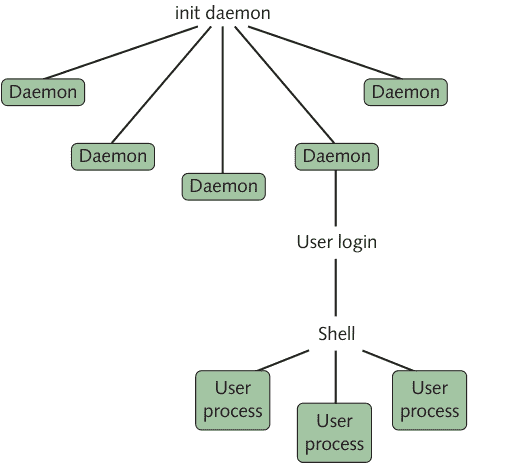 init daemon
Daemon
Daemon
Daemon
Daemon
Daemon
User login
Shell
User
process
User
process
User
process